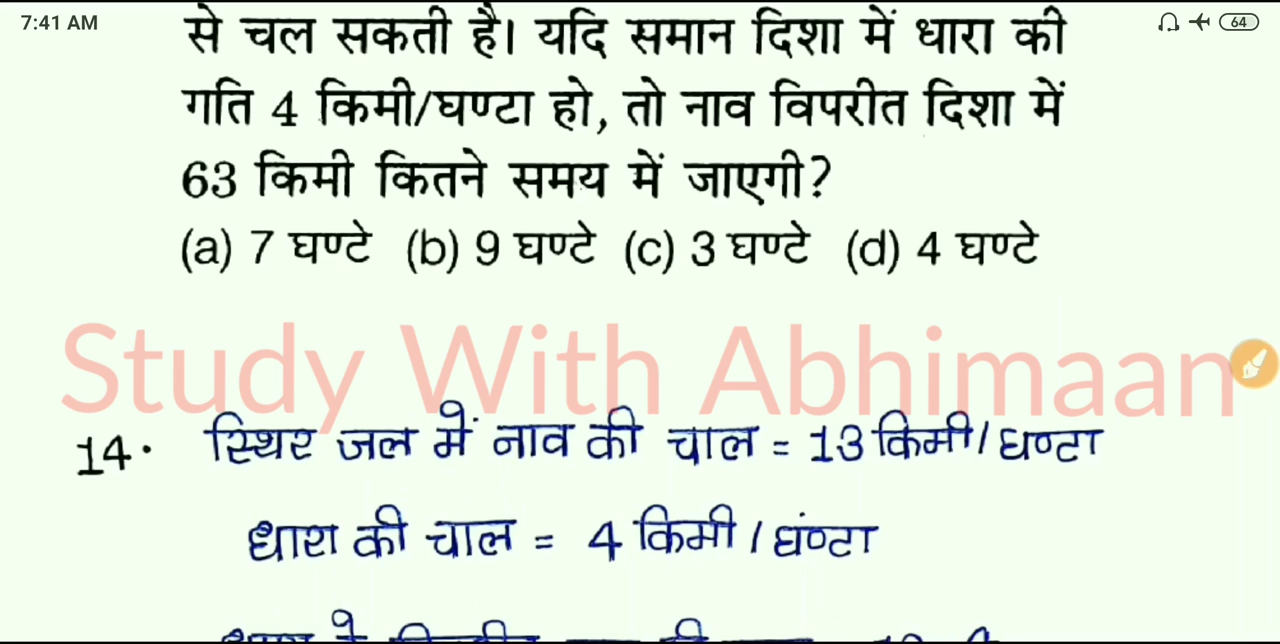 7:41 AM
64
से चल सकती है। यदि समान दिशा में धारा की
गति 4 किमी/घण्टा हो, तो नाव विपरीत दिशा में
63 किमी कितने समय में जाएगी?
(a) 7 घण्टे (b) 9 घण्टे (c) 3 घण्टे (d) 4 घण्टे
Study With Abhimaan
14. स्थिर जल में नाव की चाल = 13 किमी/घण्टा
धारा की चाल = 4 किमी/घंण्टा